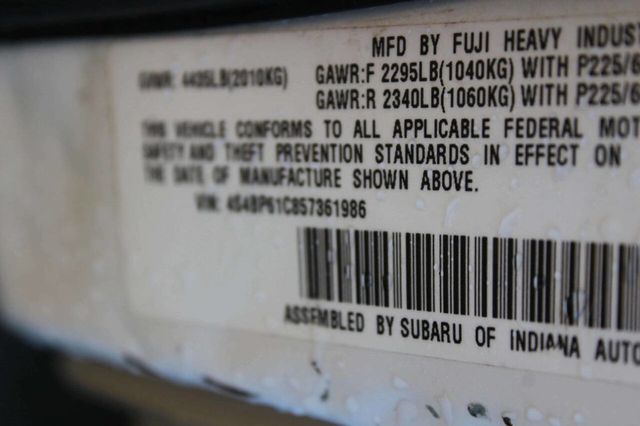 MFD BY FUJI HEAVY INDUS
GVWR: 4435LB(2010KG) GAWR:F 2295LB(1040KG) WITH P225/6
GAWR:R 2340LB(1060KG) WITH P225/6
THIS VEHICLE CONFORMS TO ALL APPLICABLE FEDERAL MOT
SAFETY AND THEFT PREVENTION STANDARDS IN EFFECT ON
THE DATE OF MANUFACTURE SHOWN ABOVE.
VIN: 4S4BP61C857361986
ASSEMBLED BY SUBARU OF INDIANA AUTO